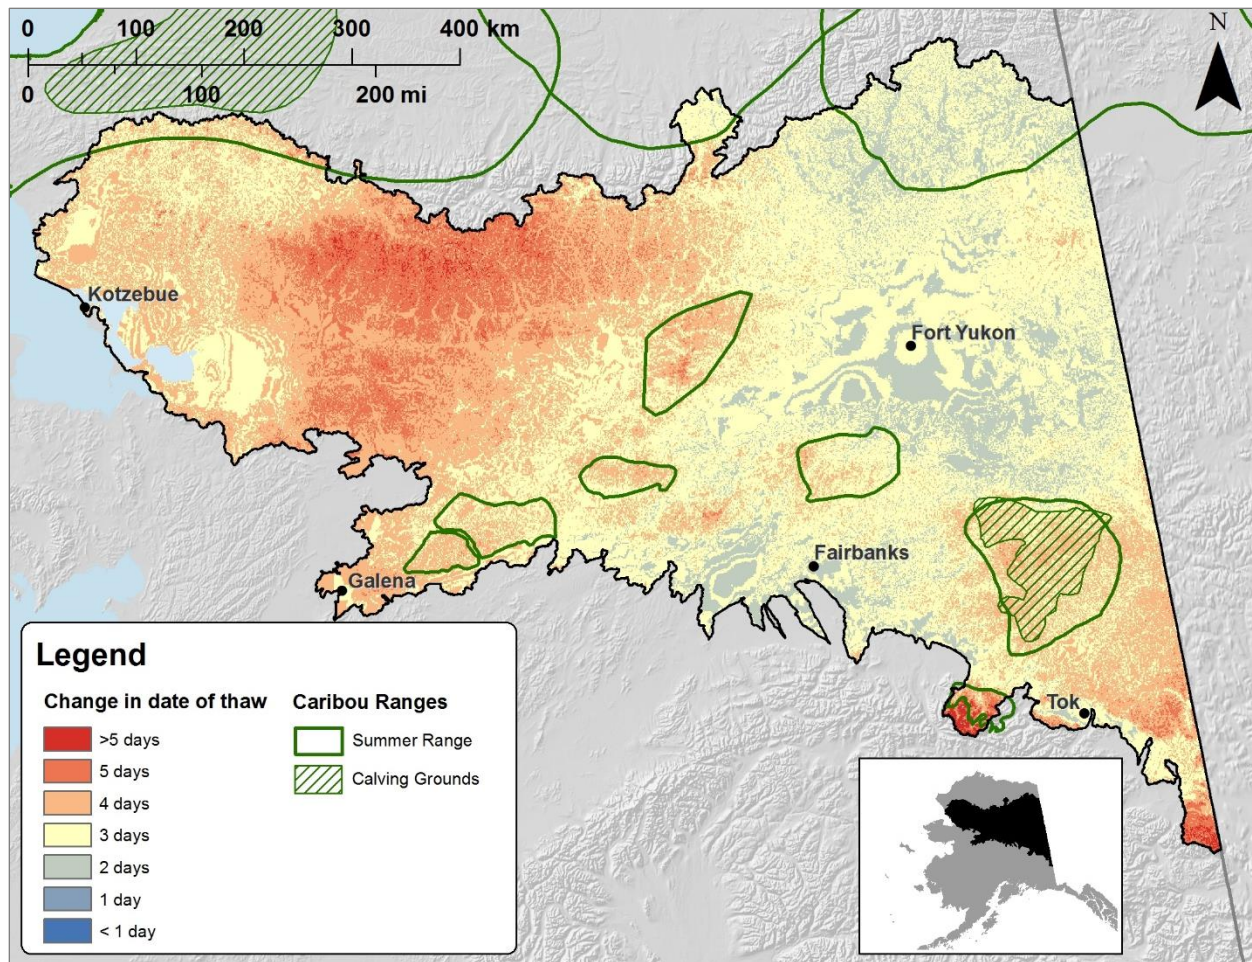 0 100 200 300 400 km
0 100 200 mi
N
Kotzebue
Fort Yukon
Fairbanks
Galena
Tok
Legend
Change in date of thaw
>5 days
5 days
4 days
3 days
2 days
1 day
< 1 day
Caribou Ranges
Summer Range
Calving Grounds